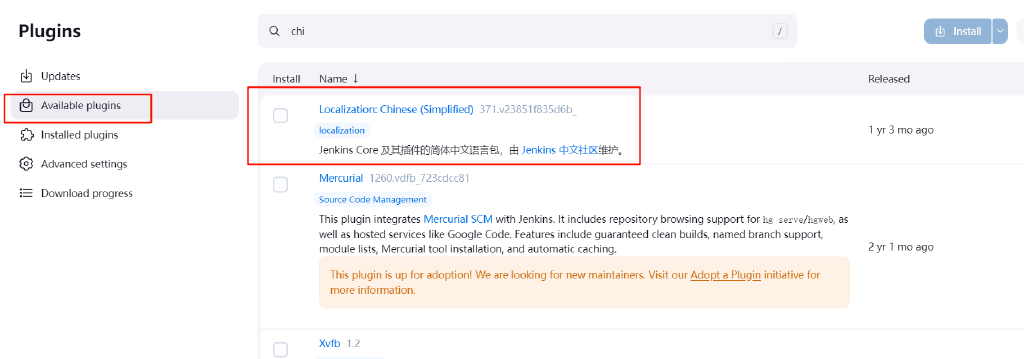 Plugins
chi
/
Install
Updates
Available plugins
Installed plugins
Advanced settings
Download progress
Install Name ↓ Released
Localization: Chinese (Simplified) 371.v23851f835d6b_
localization
Jenkins Core 及其插件的简体中文语言包，由 Jenkins 中文社区维护。
1 yr 3 mo ago
Mercurial 1260.vdfb_723cdcc81
Source Code Management
This plugin integrates Mercurial SCM with Jenkins. It includes repository browsing support for hg serve/hgweb, as
well as hosted services like Google Code. Features include guaranteed clean builds, named branch support,
module lists, Mercurial tool installation, and automatic caching.
2 yr 1 mo ago
This plugin is up for adoption! We are looking for new maintainers. Visit our Adopt a Plugin initiative for
more information.
Xvfb 1.2